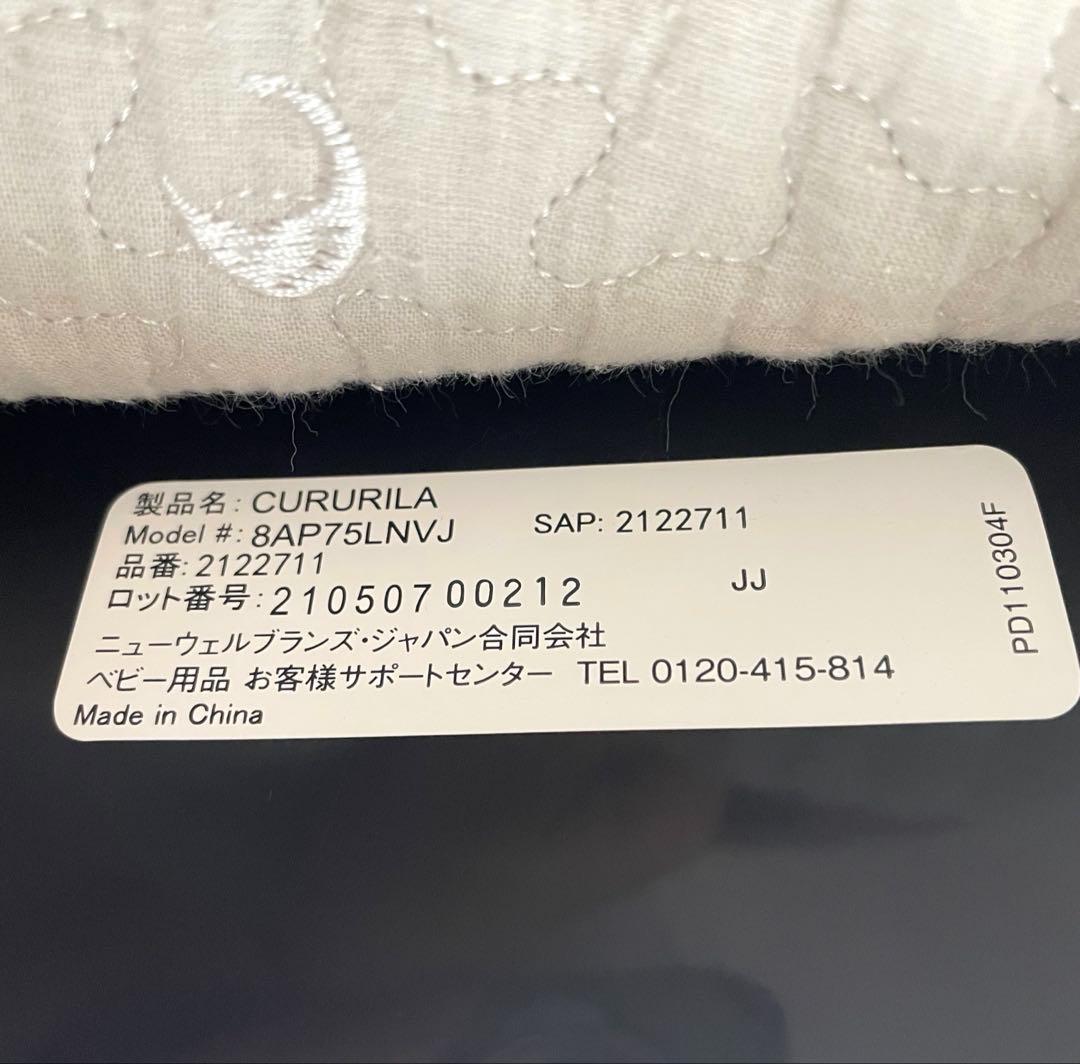 製品名: CURURILA
Model #: 8AP75LNVJ SAP: 2122711
品番: 2122711
ロット番号: 210507 00212 JJ
ニューウェルブランズ・ジャパン合同会社
ベビー用品 お客様サポートセンター TEL 0120-415-814
Made in China
PD110304F